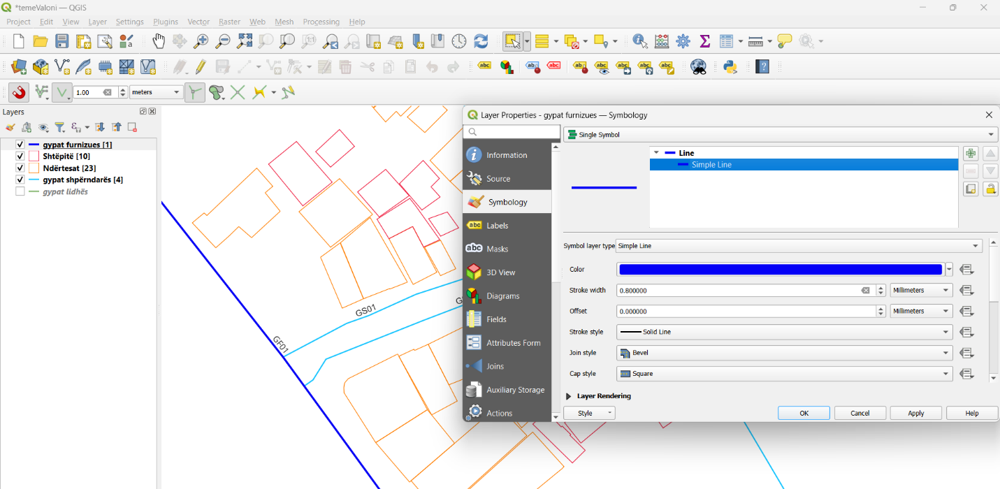 *temeValoni — QGIS
Project Edit View Layer Settings Plugins Vector Raster Web Mesh Processing Help
1.00 meters
Layers
gypat furnizues [1]
Shtëpitë [10]
Ndërtesat [23]
gypat shpërndarës [4]
gypat lidhës
GF01
GS01
G
Layer Properties - gypat furnizues — Symbology
Information
Source
Symbology
Labels
Masks
3D View
Diagrams
Fields
Attributes Form
Joins
Auxiliary Storage
Actions
Single Symbol
Line
Simple Line
Symbol layer type Simple Line
Color
Stroke width 0.800000 Millimeters
Offset 0.000000 Millimeters
Stroke style Solid Line
Join style Bevel
Cap style Square
Layer Rendering
Style OK Cancel Apply Help